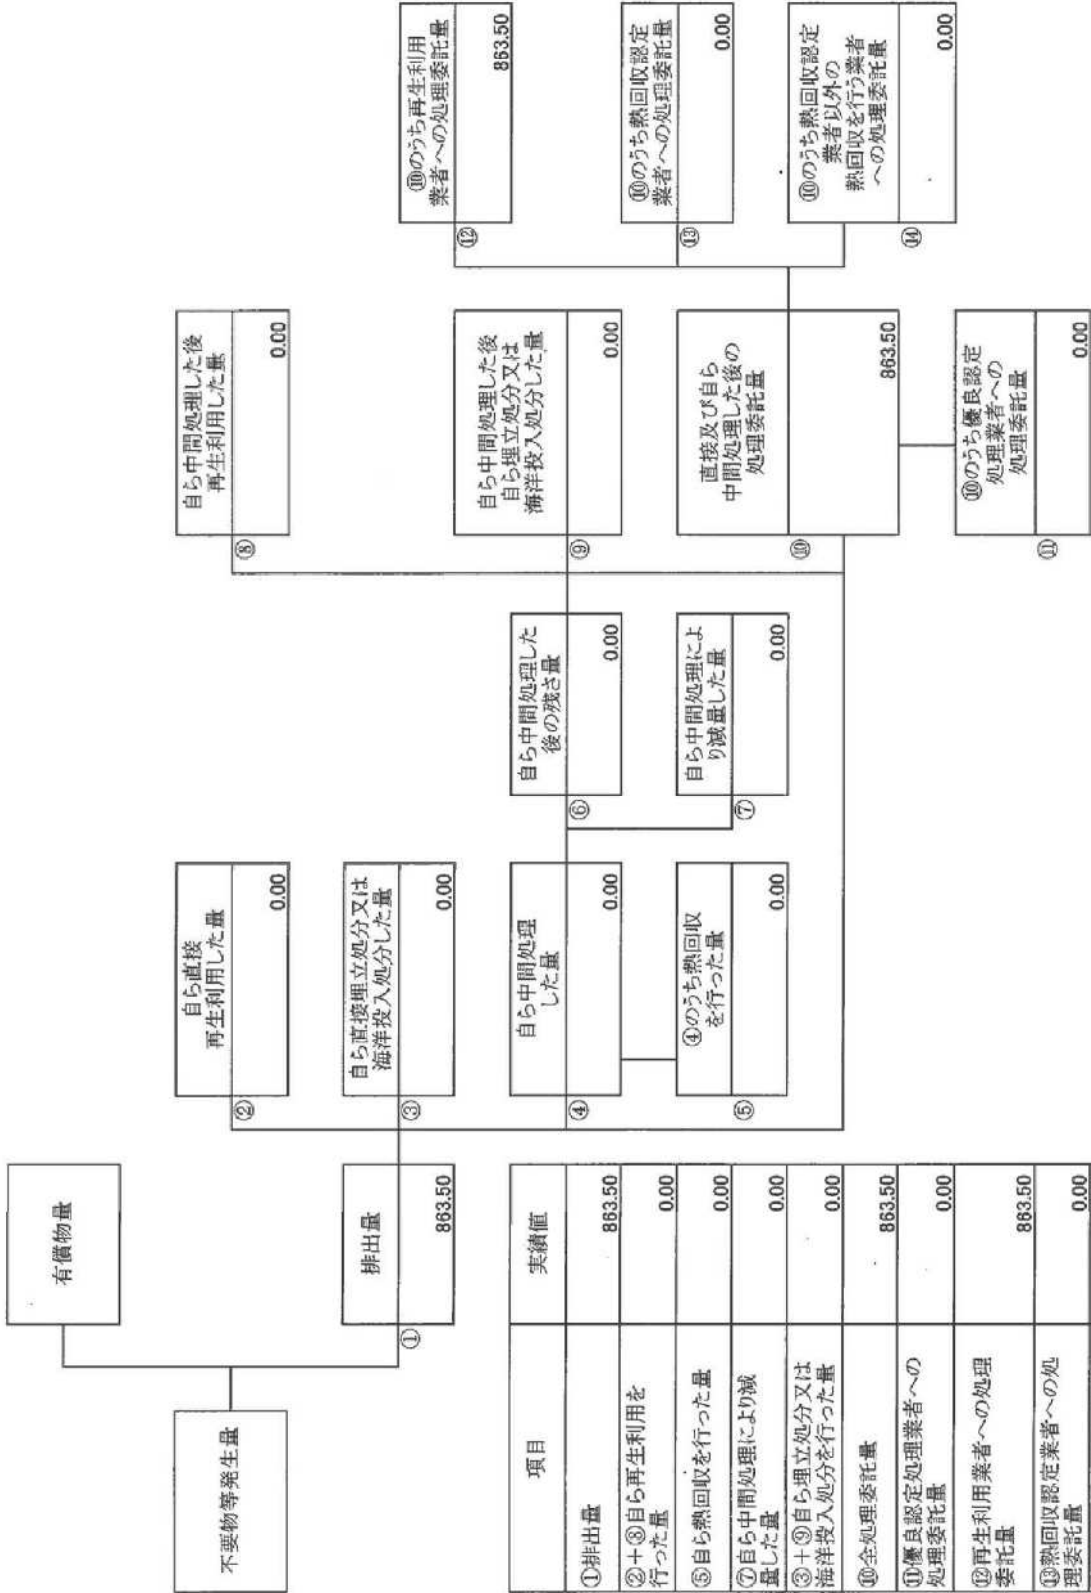 不要物等発生量
有償物量
排出量
①
863.50
自ら直接
再生利用した量
②
0.00
自ら直接埋立処分又は
海洋投入処分した量
③
0.00
自ら中間処理
した量
④
0.00
④のうち熱回収
を行った量
⑤
0.00
自ら中間処理した
後の残さ量
⑥
0.00
自ら中間処理によ
り減量した量
⑦
0.00
自ら中間処理した後
再生利用した量
⑧
0.00
自ら中間処理した後
自ら埋立処分又は
海洋投入処分した量
⑨
0.00
直接及び自ら
中間処理した後の
処理委託量
⑩
863.50
⑩のうち優良認定
処理業者への
処理委託量
⑪
0.00
⑩のうち再生利用
業者への処理委託量
⑫
863.50
⑩のうち熱回収認定
業者への処理委託量
⑬
0.00
⑩のうち熱回収認定
業者以外の
熱回収を行う業者
への処理委託量
⑭
0.00
項目 実績値
①排出量 863.50
②+⑧自ら再生利用を
行った量 0.00
⑤自ら熱回収を行った量 0.00
⑦自ら中間処理により減
量した量 0.00
③+⑨自ら埋立処分又は
海洋投入処分を行った量 0.00
⑩全処理委託量 863.50
⑪優良認定処理業者への
処理委託量 0.00
⑫再生利用業者への処理
委託量 863.50
⑬熱回収認定業者への処
理委託量 0.00